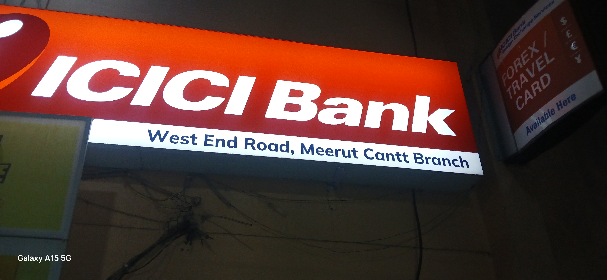 ICICI Bank
West End Road, Meerut Cantt Branch
FOREX /
TRAVEL
CARD
$ £ € ¥
Available Here
Galaxy A15 5G